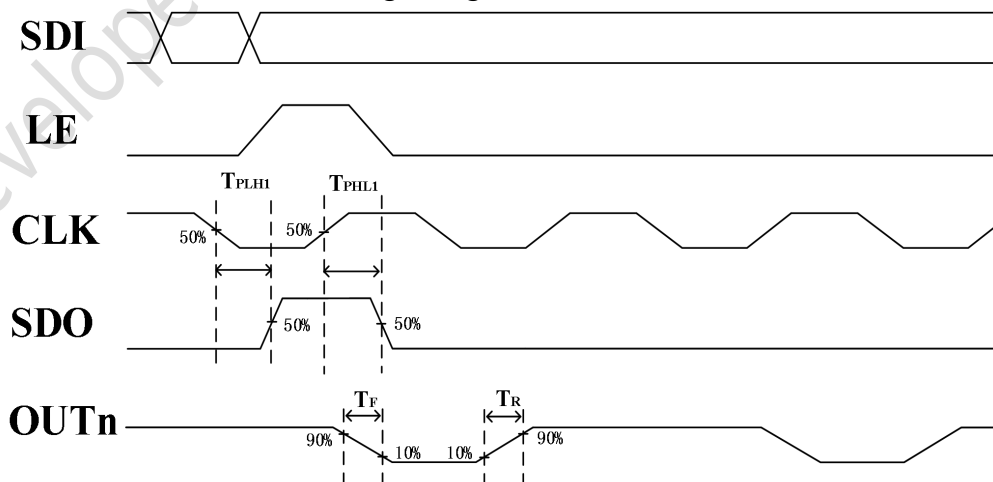 SDI
LE
TPLH1 TPHL1
CLK
50% 50%
SDO
50% 50%
TF TR
OUTn
90% 10% 10% 90%